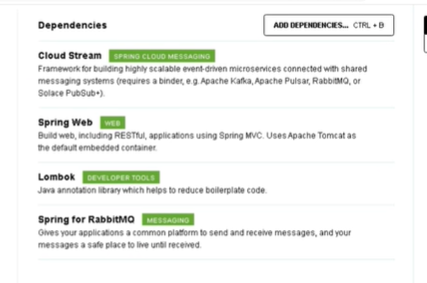 Dependencies
ADD DEPENDENCIES... CTRL + B
Cloud Stream SPRING CLOUD MESSAGING
Framework for building highly scalable event-driven microservices connected with shared
messaging systems (requires a binder, e.g. Apache Kafka, Apache Pulsar, RabbitMQ, or
Solace PubSub+).
Spring Web WEB
Build web, including RESTful, applications using Spring MVC. Uses Apache Tomcat as
the default embedded container.
Lombok DEVELOPER TOOLS
Java annotation library which helps to reduce boilerplate code.
Spring for RabbitMQ MESSAGING
Gives your applications a common platform to send and receive messages, and your
messages a safe place to live until received.